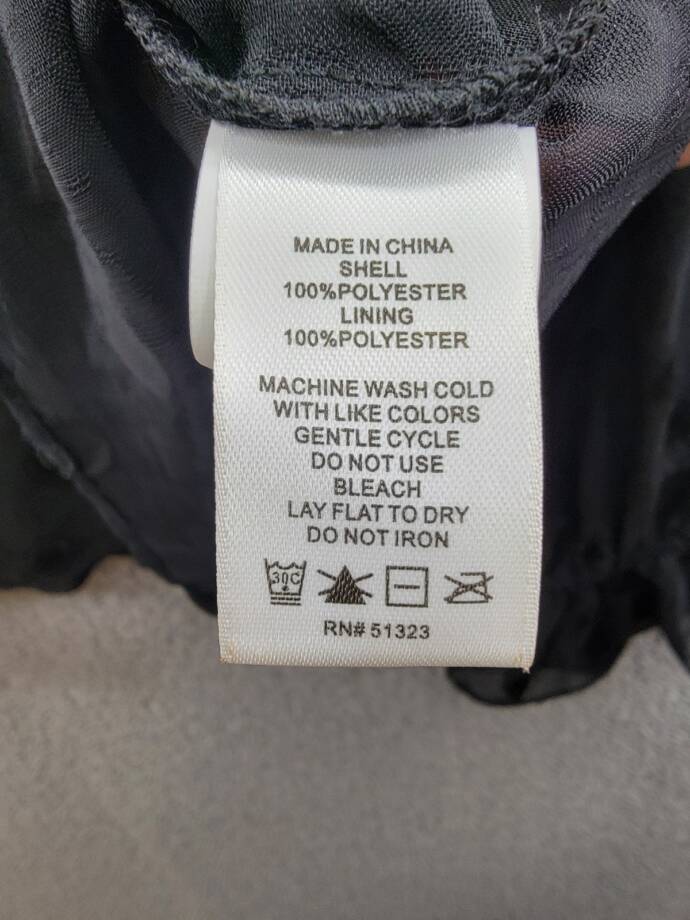 MADE IN CHINA
SHELL
100%POLYESTER
LINING
100%POLYESTER
MACHINE WASH COLD
WITH LIKE COLORS
GENTLE CYCLE
DO NOT USE
BLEACH
LAY FLAT TO DRY
DO NOT IRON
30C
RN# 51323